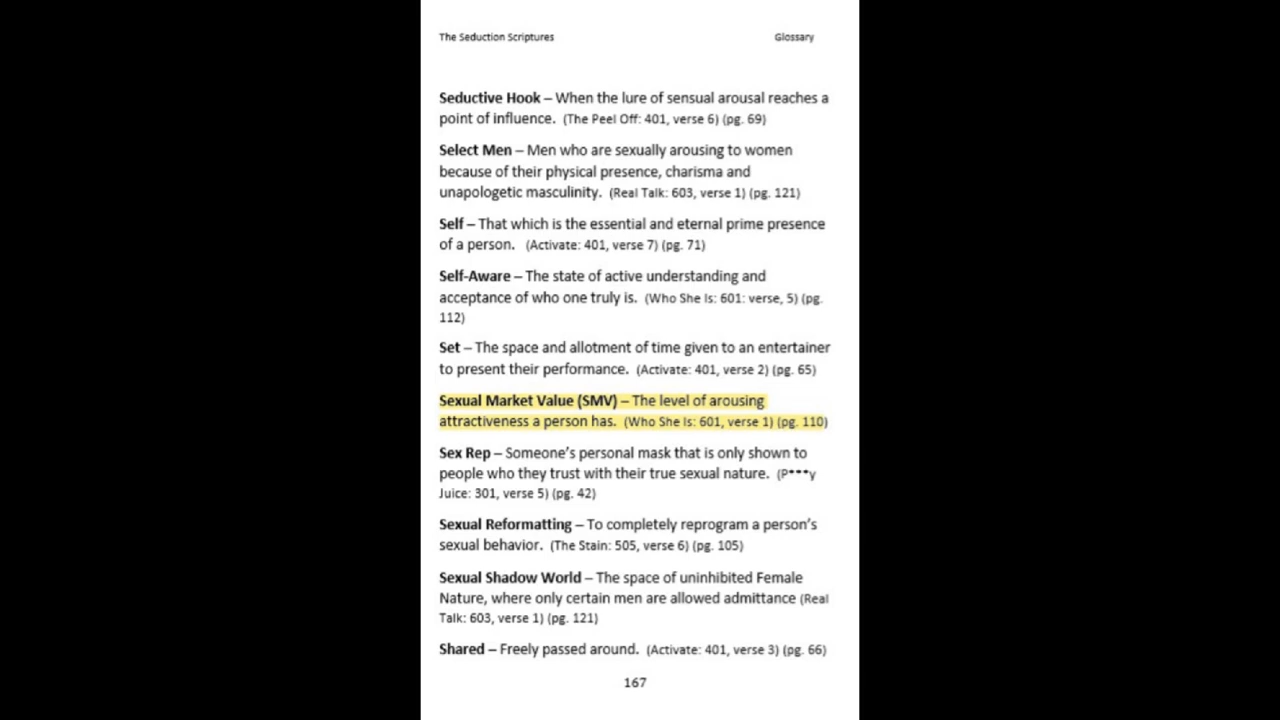 The Seduction Scriptures Glossary
Seductive Hook – When the lure of sensual arousal reaches a
point of influence. (The Peel Off: 401, verse 6) (pg. 69)
Select Men – Men who are sexually arousing to women
because of their physical presence, charisma and
unapologetic masculinity. (Real Talk: 603, verse 1) (pg. 121)
Self – That which is the essential and eternal prime presence
of a person. (Activate: 401, verse 7) (pg. 71)
Self-Aware – The state of active understanding and
acceptance of who one truly is. (Who She Is: 601: verse, 5) (pg.
112)
Set – The space and allotment of time given to an entertainer
to present their performance. (Activate: 401, verse 2) (pg. 65)
Sexual Market Value (SMV) – The level of arousing
attractiveness a person has. (Who She Is: 601, verse 1) (pg. 110)
Sex Rep – Someone's personal mask that is only shown to
people who they trust with their true sexual nature. (P***y
Juice: 301, verse 5) (pg. 42)
Sexual Reformatting – To completely reprogram a person's
sexual behavior. (The Stain: 505, verse 6) (pg. 105)
Sexual Shadow World – The space of uninhibited Female
Nature, where only certain men are allowed admittance (Real
Talk: 603, verse 1) (pg. 121)
Shared – Freely passed around. (Activate: 401, verse 3) (pg. 66)
167